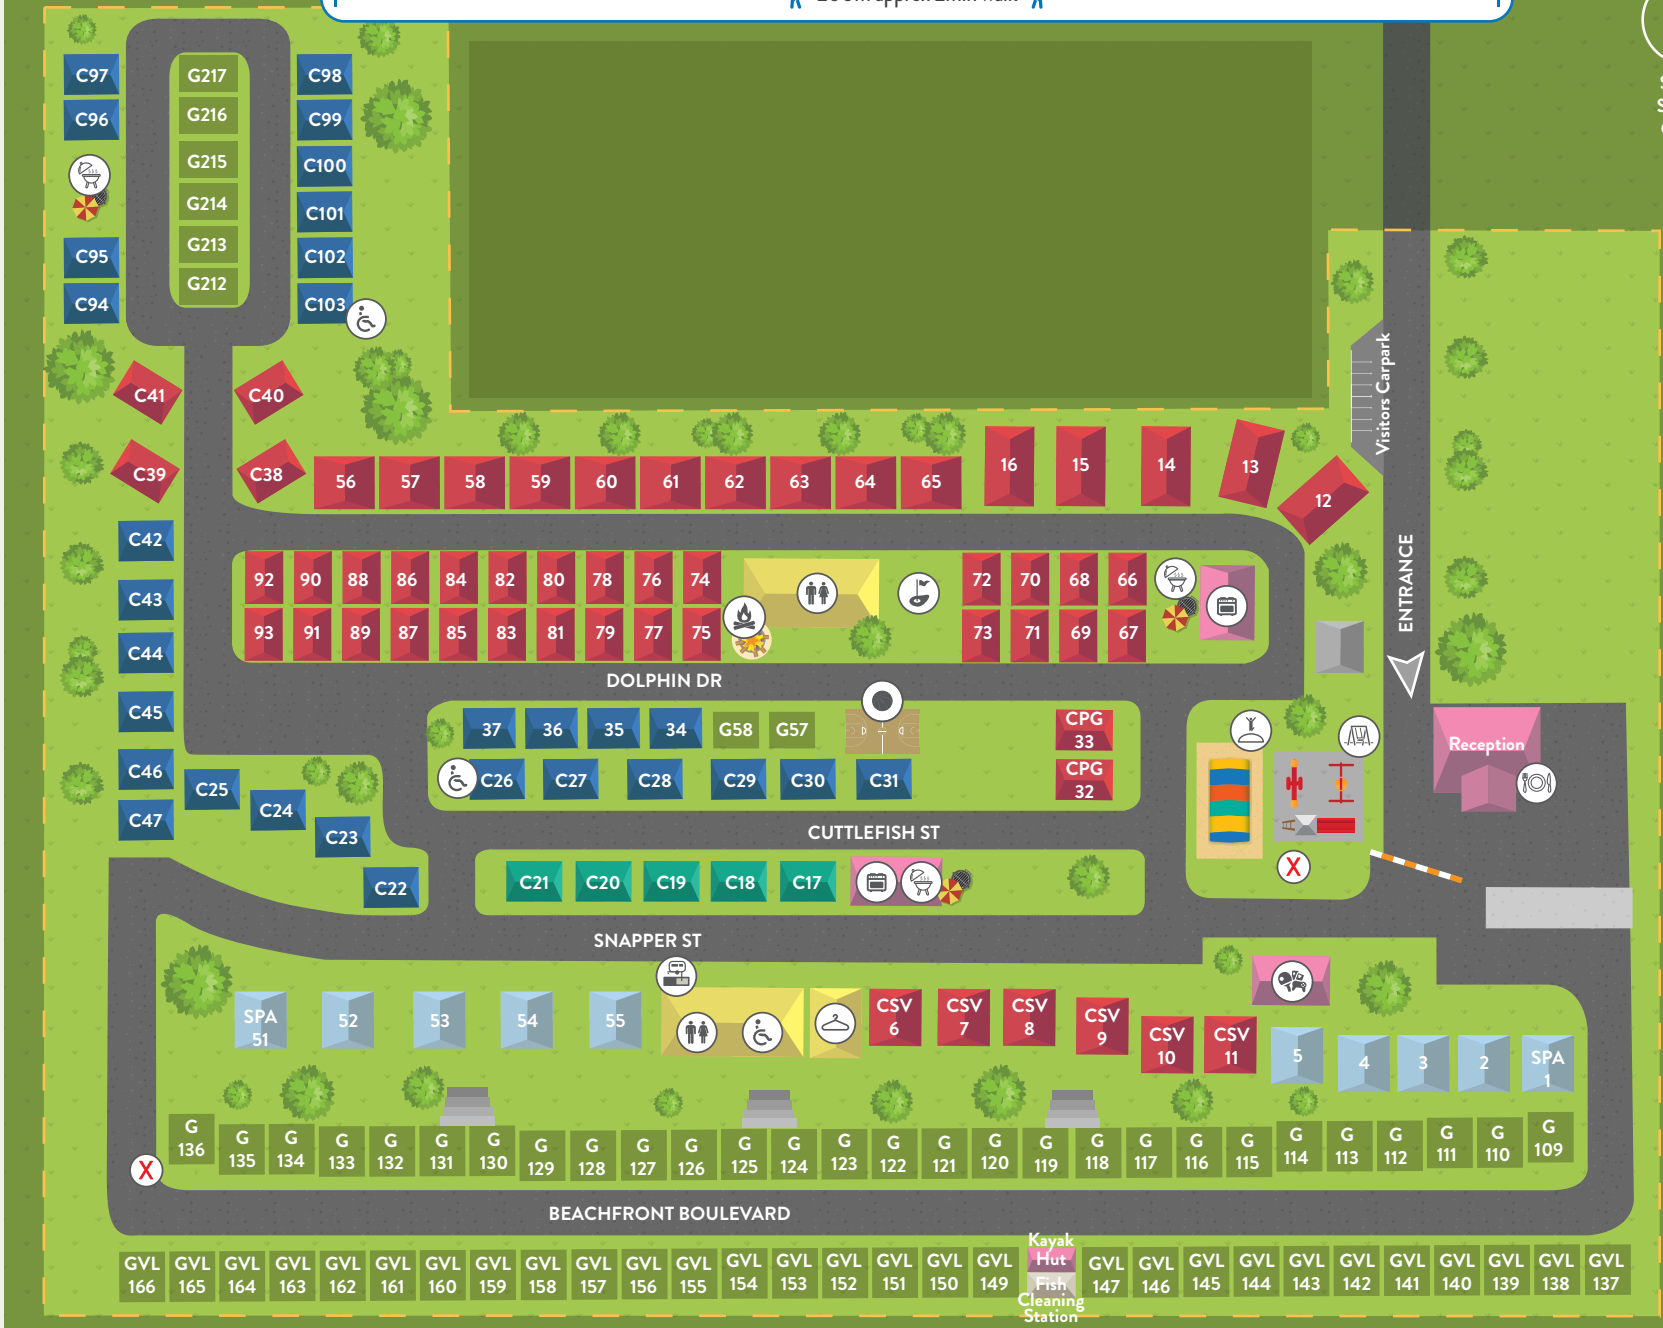 C97
G217
C98
C96
G216
C99
G215
C100
G214
C101
C95
G213
C102
C94
G212
C103
C41
C40
C39
C38
56
57
58
59
60
61
62
63
64
65
16
15
14
13
12
Visitors Carpark
ENTRANCE
C42
C43
C44
C45
C46
C47
92
90
88
86
84
82
80
78
76
74
72
70
68
66
93
91
89
87
85
83
81
79
77
75
73
71
69
67
DOLPHIN DR
37
36
35
34
G58
G57
CPG
33
C26
C27
C28
C29
C30
C31
CPG
32
Reception
C25
C24
C23
C22
CUTTLEFISH ST
C21
C20
C19
C18
C17
X
SNAPPER ST
SPA
51
52
53
54
55
CSV
6
CSV
7
CSV
8
CSV
9
CSV
10
CSV
11
5
4
3
2
SPA
1
G
136
G
135
G
134
G
133
G
132
G
131
G
130
G
129
G
128
G
127
G
126
G
125
G
124
G
123
G
122
G
121
G
120
G
119
G
118
G
117
G
116
G
115
G
114
G
113
G
112
G
111
G
110
G
109
X
BEACHFRONT BOULEVARD
GVL
166
GVL
165
GVL
164
GVL
163
GVL
162
GVL
161
GVL
160
GVL
159
GVL
158
GVL
157
GVL
156
GVL
155
GVL
154
GVL
153
GVL
152
GVL
151
GVL
150
GVL
149
Kayak
Hut
Fish
Cleaning
Station
GVL
147
GVL
146
GVL
145
GVL
144
GVL
143
GVL
142
GVL
141
GVL
140
GVL
139
GVL
138
GVL
137